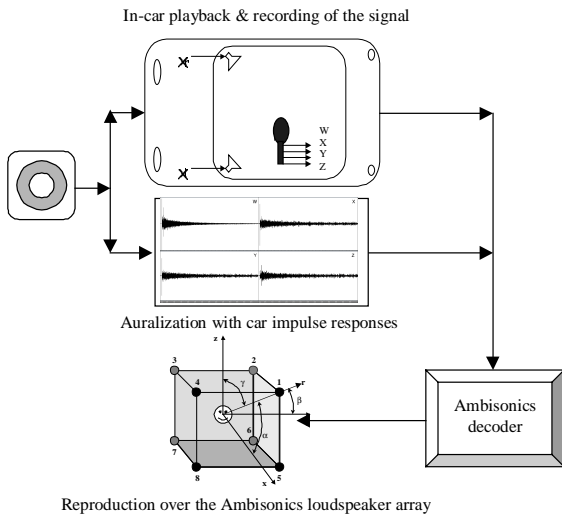 In-car playback & recording of the signal
W
X
Y
Z
W
X
Y
Z
Auralization with car impulse responses
z
3
2
4
1
r
γ
β
Ambisonics
decoder
7
6
α
8
x
5
Reproduction over the Ambisonics loudspeaker array